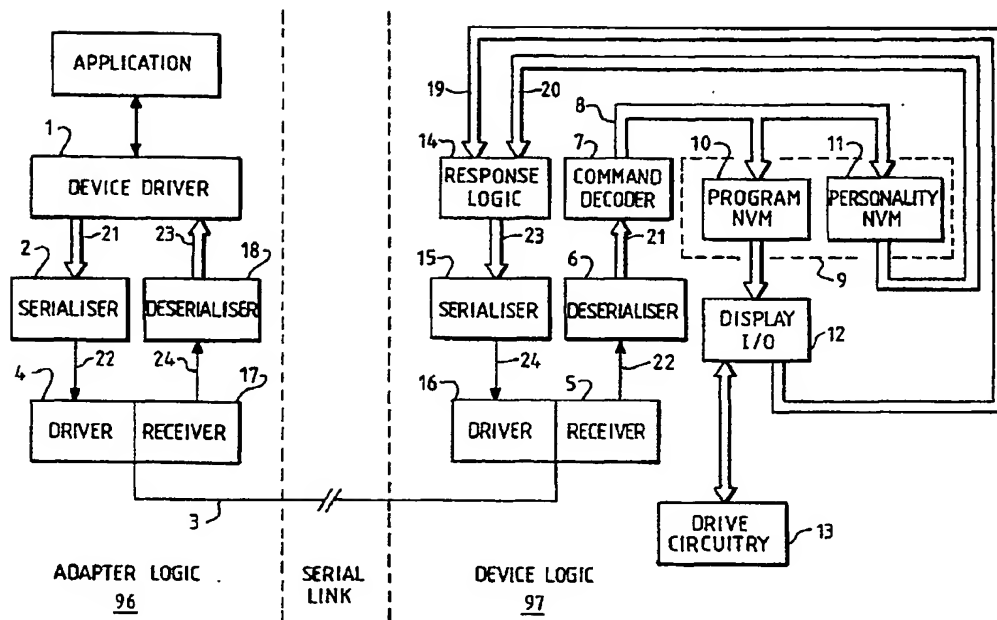 APPLICATION
1
DEVICE DRIVER
21
23
2
SERIALISER
18
DESERIALISER
22
24
4
DRIVER
17
RECEIVER
3
ADAPTER LOGIC
96
SERIAL
LINK
19
20
8
14
RESPONSE
LOGIC
7
COMMAND
DECODER
10
PROGRAM
NVM
11
PERSONALITY
NVM
23
21
9
15
SERIALISER
6
DESERIALISER
DISPLAY
I/O
12
24
22
16
DRIVER
5
RECEIVER
DRIVE
CIRCUITRY
13
DEVICE LOGIC
97